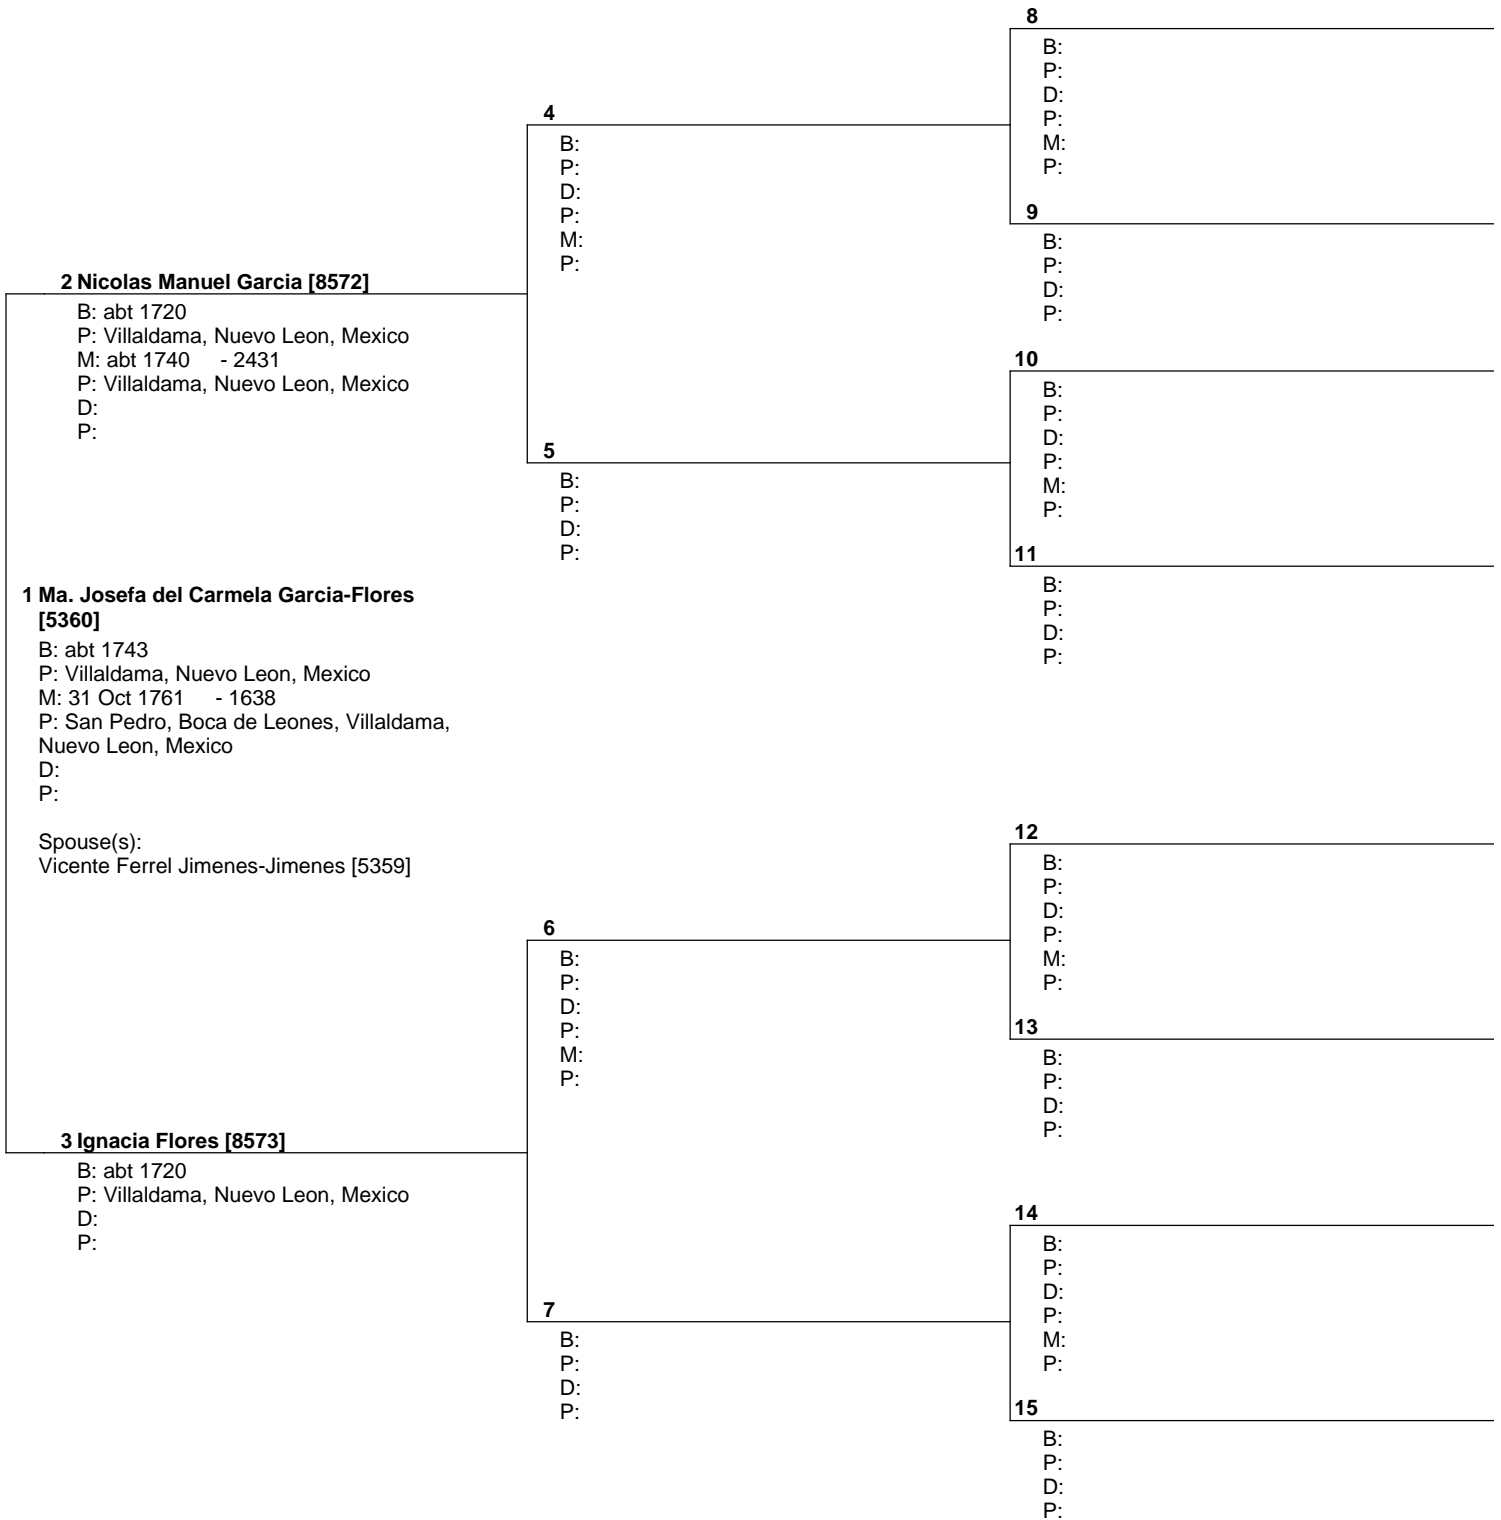 8
B:
P:
D:
P:
M:
P:
4
B:
P:
D:
P:
M:
P:
9
B:
P:
D:
P:
2 Nicolas Manuel Garcia [8572]
B: abt 1720
P: Villaldama, Nuevo Leon, Mexico
M: abt 1740 - 2431
P: Villaldama, Nuevo Leon, Mexico
D:
P:
10
B:
P:
D:
P:
M:
P:
5
B:
P:
D:
P:
11
B:
P:
D:
P:
1 Ma. Josefa del Carmela Garcia-Flores
[5360]
B: abt 1743
P: Villaldama, Nuevo Leon, Mexico
M: 31 Oct 1761 - 1638
P: San Pedro, Boca de Leones, Villaldama,
Nuevo Leon, Mexico
D:
P:
Spouse(s):
Vicente Ferrel Jimenes-Jimenes [5359]
12
B:
P:
D:
P:
M:
P:
6
B:
P:
D:
P:
M:
P:
13
B:
P:
D:
P:
3 Ignacia Flores [8573]
B: abt 1720
P: Villaldama, Nuevo Leon, Mexico
D:
P:
14
B:
P:
D:
P:
M:
P:
7
B:
P:
D:
P:
15
B:
P:
D:
P: